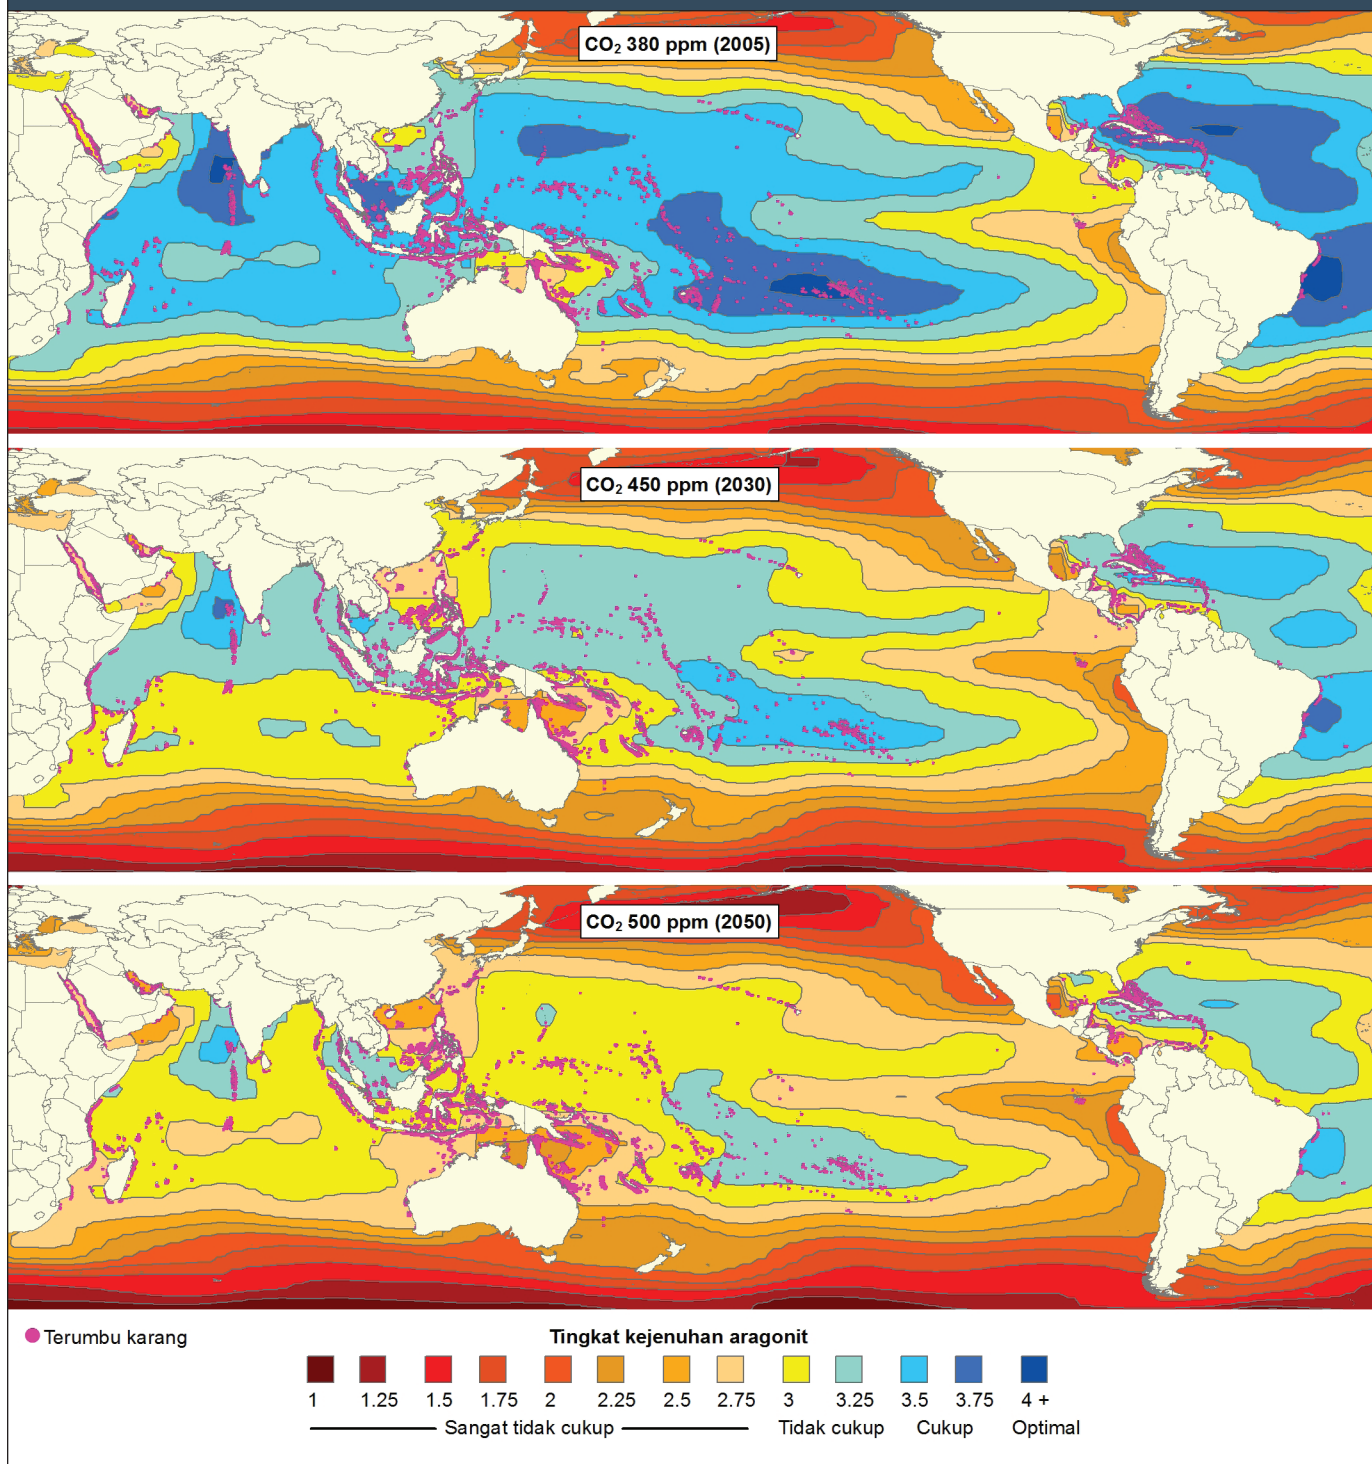 CO₂ 380 ppm (2005)
CO₂ 450 ppm (2030)
CO₂ 500 ppm (2050)
Terumbu karang
Tingkat kejenuhan aragonit
1 1.25 1.5 1.75 2 2.25 2.5 2.75 3 3.25 3.5 3.75 4 +
Sangat tidak cukup Tidak cukup Cukup Optimal